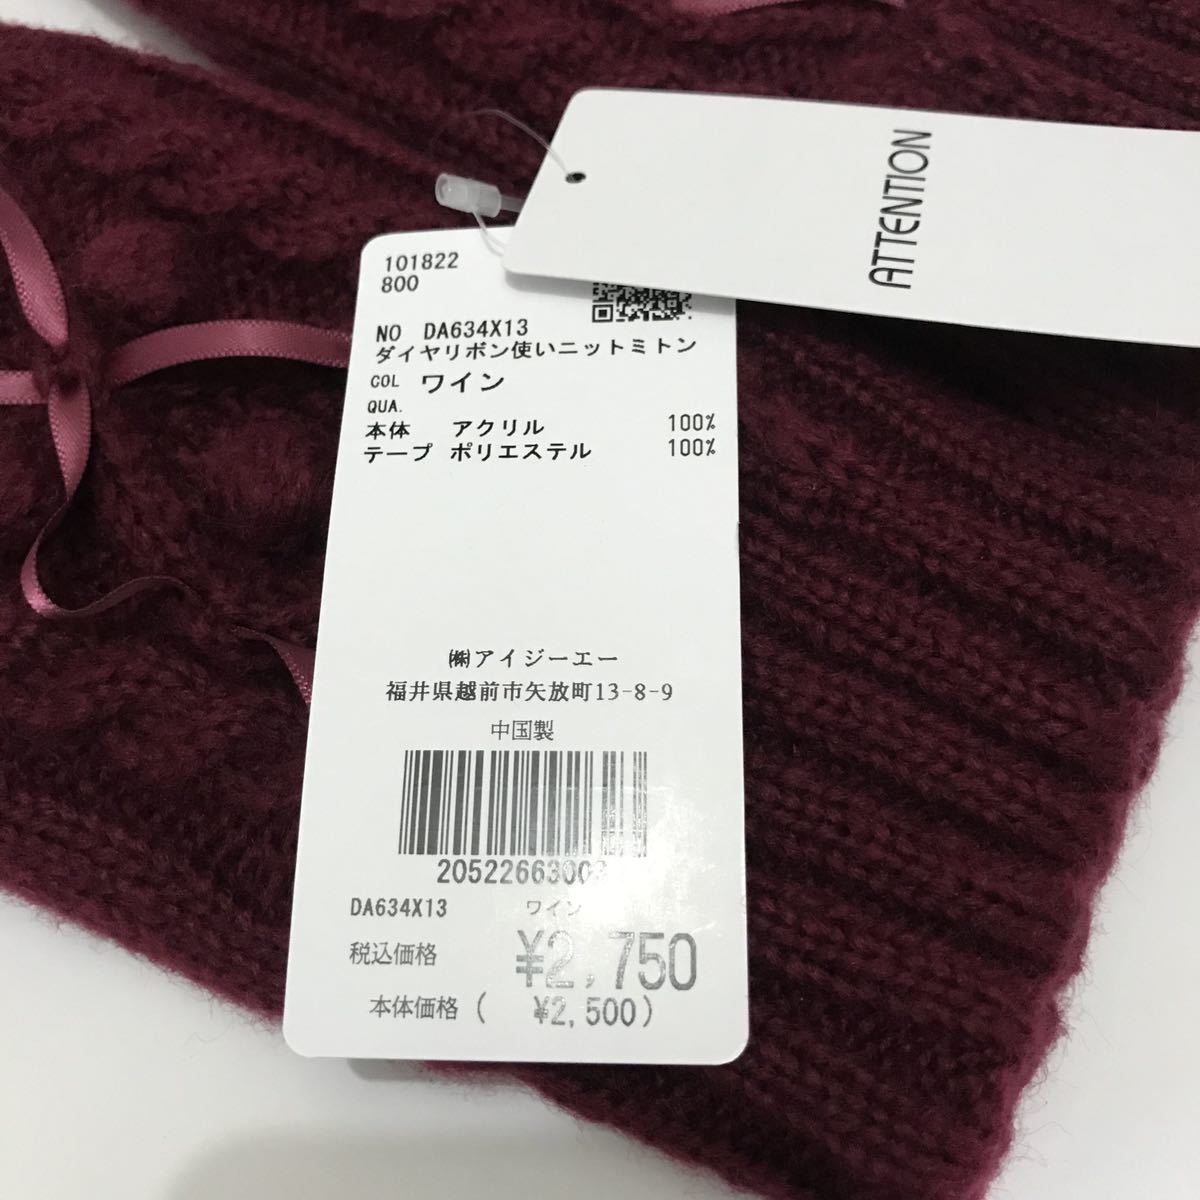 ATTENTION
101822
800
NO DA634X13
ダイヤリボン使いニットミトン
COL ワイン
QUA.
本体 アクリル 100%
テープ ポリエステル 100%
㈱アイジーエー
福井県越前市矢放町13-8-9
中国製
DA634X13 ワイン
税込価格 ¥2,750
本体価格( ¥2,500)